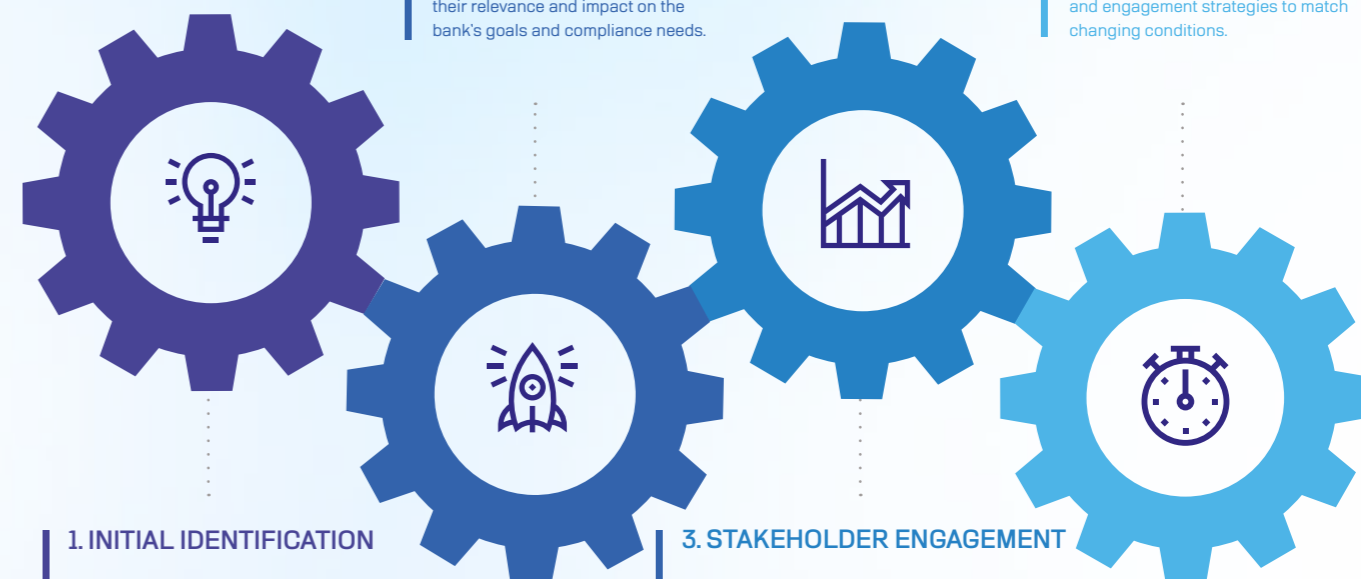 their relevance and impact on the
bank's goals and compliance needs.
and engagement strategies to match
changing conditions.
1. INITIAL IDENTIFICATION
3. STAKEHOLDER ENGAGEMENT